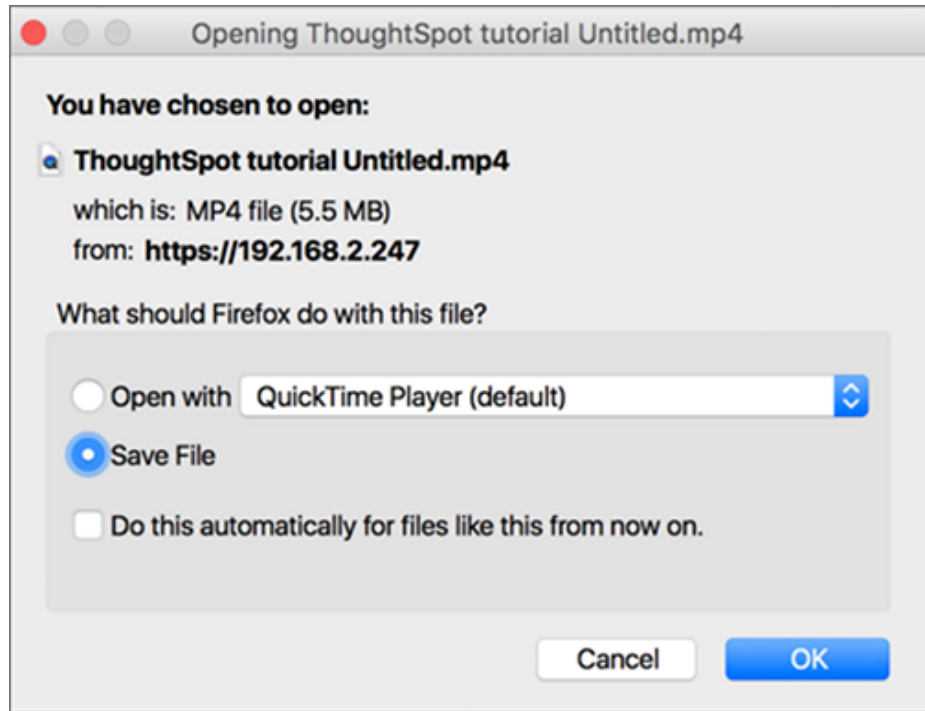 Opening ThoughtSpot tutorial Untitled.mp4
You have chosen to open:
ThoughtSpot tutorial Untitled.mp4
which is: MP4 file (5.5 MB)
from: https://192.168.2.247
What should Firefox do with this file?
Open with QuickTime Player (default)
Save File
Do this automatically for files like this from now on.
Cancel OK